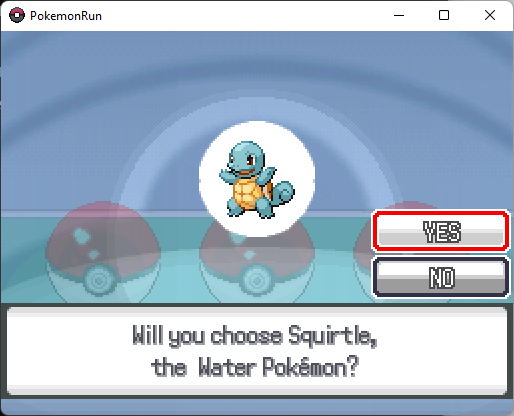 PokemonRun
YES
NO
Will you choose Squirtle,
the Water Pokémon?